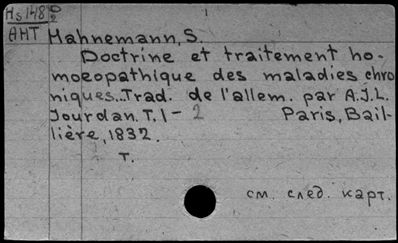 Hs 148 D/2
AHT Hahnemann, S.
Doctrine et traitement ho-
moeopathique des maladies chro
niques...Trad. de l'allem. par A.J.L.
Jourdan. T. 1 - 2 Paris, Bail-
lière, 1832.
T.
см. след. карт.